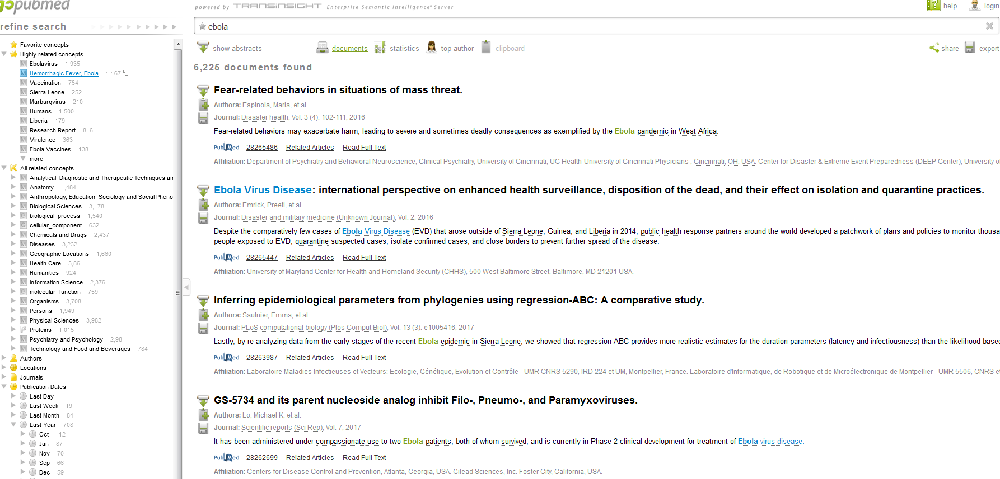 gopubmed
powered by TRANSINSIGHT Enterprise Semantic Intelligence® Server
help login
refine search
ebola
show abstracts documents statistics top author clipboard share export
6,225 documents found
Favorite concepts
Highly related concepts
Ebolavirus 1,935
Hemorrhagic Fever, Ebola 1,167
Vaccination 754
Sierra Leone 252
Marburgvirus 210
Humans 1,500
Liberia 179
Research Report 816
Virulence 363
Ebola Vaccines 138
more
All related concepts
Analytical, Diagnostic and Therapeutic Techniques an
Anatomy 1,484
Anthropology, Education, Sociology and Social Pheno
Biological Sciences 3,178
biological_process 1,540
cellular_component 632
Chemicals and Drugs 2,437
Diseases 3,232
Geographic Locations 1,660
Health Care 3,861
Humanities 924
Information Science 2,376
molecular_function 759
Organisms 3,708
Persons 1,949
Physical Sciences 3,982
Proteins 1,015
Psychiatry and Psychology 2,981
Technology and Food and Beverages 784
Authors
Locations
Journals
Publication Dates
Last Day 1
Last Week 19
Last Month 84
Last Year 708
Oct 112
Jan 87
Nov 70
Sep 66
Dec 59
Fear-related behaviors in situations of mass threat.
Authors: Espinola, Maria, et.al.
Journal: Disaster health, Vol. 3 (4): 102-111, 2016
Fear-related behaviors may exacerbate harm, leading to severe and sometimes deadly consequences as exemplified by the Ebola pandemic in West Africa.
PubMed 28265486 Related Articles Read Full Text
Affiliation: Department of Psychiatry and Behavioral Neuroscience, Clinical Psychiatry, University of Cincinnati, UC Health-University of Cincinnati Physicians , Cincinnati, OH, USA. Center for Disaster & Extreme Event Preparedness (DEEP Center), University of
Ebola Virus Disease: international perspective on enhanced health surveillance, disposition of the dead, and their effect on isolation and quarantine practices.
Authors: Emrick, Preeti, et.al.
Journal: Disaster and military medicine (Unknown Journal), Vol. 2, 2016
Despite the comparatively few cases of Ebola Virus Disease (EVD) that arose outside of Sierra Leone, Guinea, and Liberia in 2014, public health response partners around the world developed a patchwork of plans and policies to monitor thousa
people exposed to EVD, quarantine suspected cases, isolate confirmed cases, and close borders to prevent further spread of the disease.
PubMed 28265447 Related Articles Read Full Text
Affiliation: University of Maryland Center for Health and Homeland Security (CHHS), 500 West Baltimore Street, Baltimore, MD 21201 USA.
Inferring epidemiological parameters from phylogenies using regression-ABC: A comparative study.
Authors: Saulnier, Emma, et.al.
Journal: PLoS computational biology (Plos Comput Biol), Vol. 13 (3): e1005416, 2017
Lastly, by re-analyzing data from the early stages of the recent Ebola epidemic in Sierra Leone, we showed that regression-ABC provides more realistic estimates for the duration parameters (latency and infectiousness) than the likelihood-based
PubMed 28263987 Related Articles Read Full Text
Affiliation: Laboratoire Maladies Infectieuses et Vecteurs: Ecologie, Génétique, Evolution et Contrôle - UMR CNRS 5290, IRD 224 et UM, Montpellier, France. Laboratoire d'Informatique, de Robotique et de Microélectronique de Montpellier - UMR 5506, CNRS e
GS-5734 and its parent nucleoside analog inhibit Filo-, Pneumo-, and Paramyxoviruses.
Authors: Lo, Michael K, et.al.
Journal: Scientific reports (Sci Rep), Vol. 7, 2017
It has been administered under compassionate use to two Ebola patients, both of whom survived, and is currently in Phase 2 clinical development for treatment of Ebola virus disease.
PubMed 28262699 Related Articles Read Full Text
Affiliation: Centers for Disease Control and Prevention, Atlanta, Georgia, USA. Gilead Sciences, Inc. Foster City, California, USA.